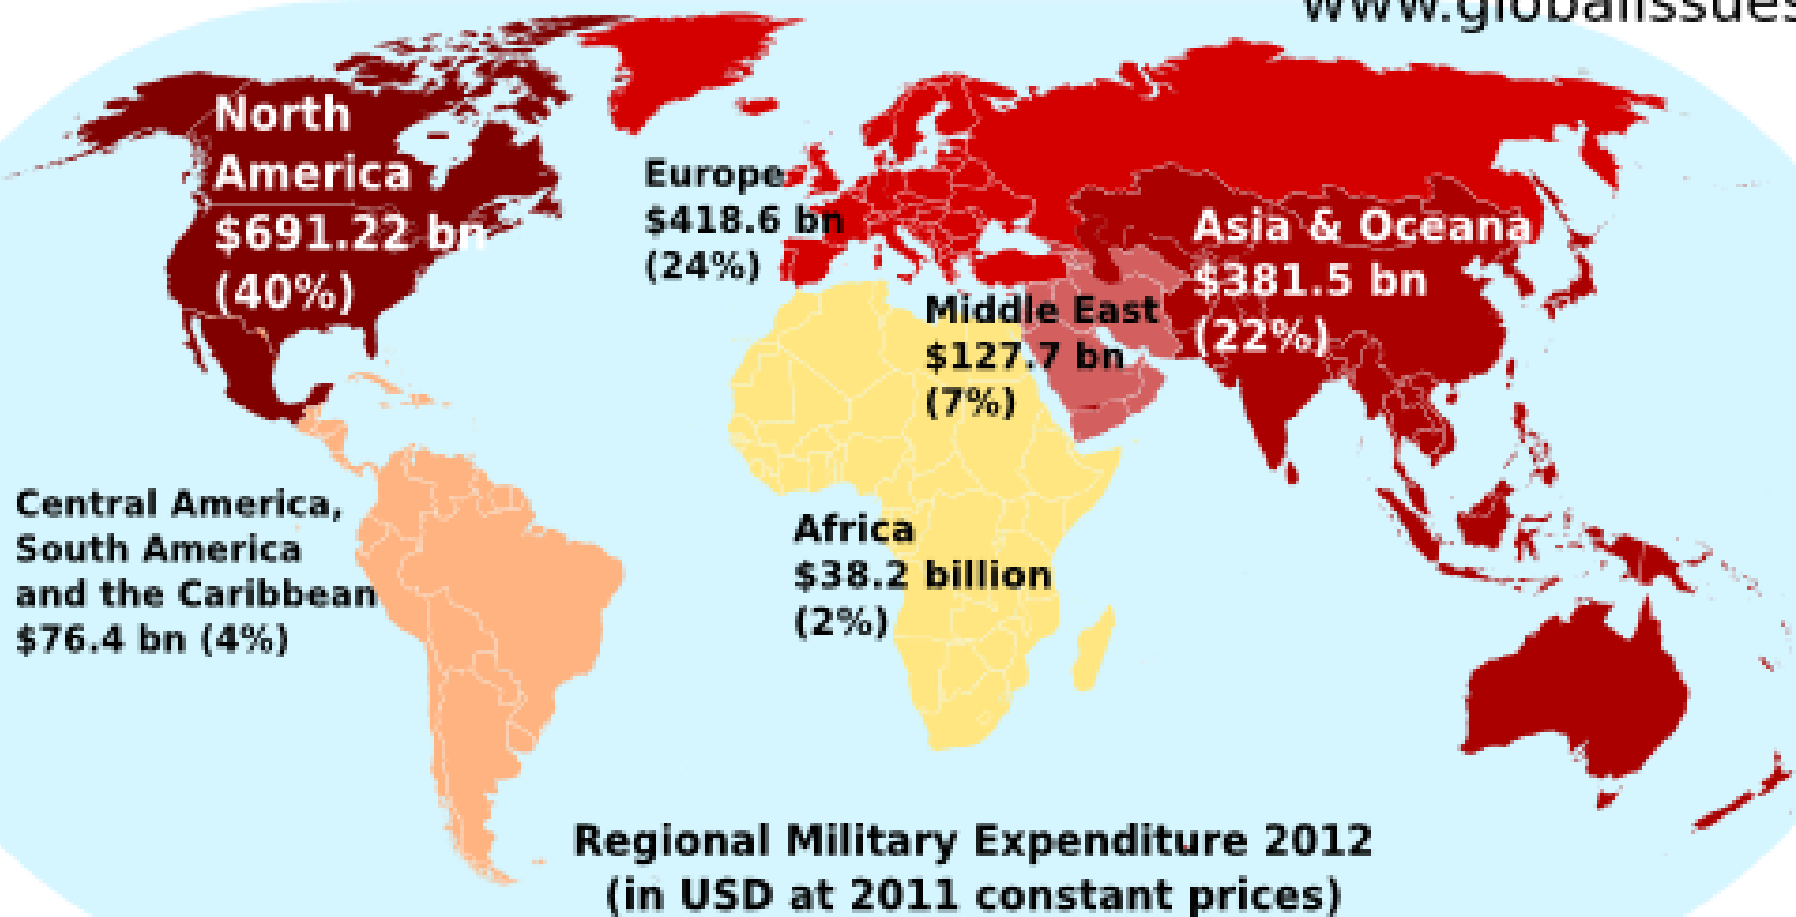 www.globalissues
North
America
$691.22 bn
(40%)
Europe
$418.6 bn
(24%)
Asia & Oceana
$381.5 bn
(22%)
Middle East
$127.7 bn
(7%)
Central America,
South America
and the Caribbean
$76.4 bn (4%)
Africa
$38.2 billion
(2%)
Regional Military Expenditure 2012
(in USD at 2011 constant prices)